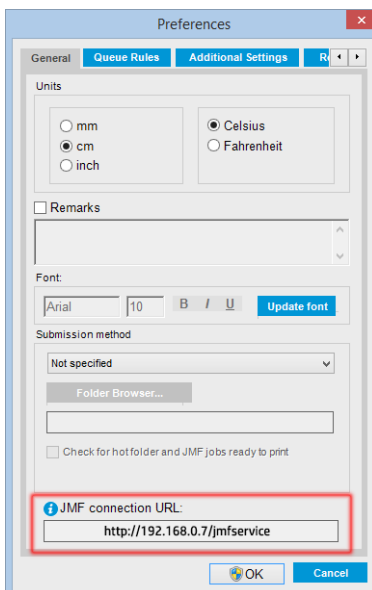 Preferences
General Queue Rules Additional Settings
Units
mm
cm
inch
Celsius
Fahrenheit
Remarks
Font:
Arial 10 B I U Update font
Submission method
Not specified
Folder Browser...
Check for hot folder and JMF jobs ready to print
JMF connection URL:
http://192.168.0.7/jmfservice
OK Cancel